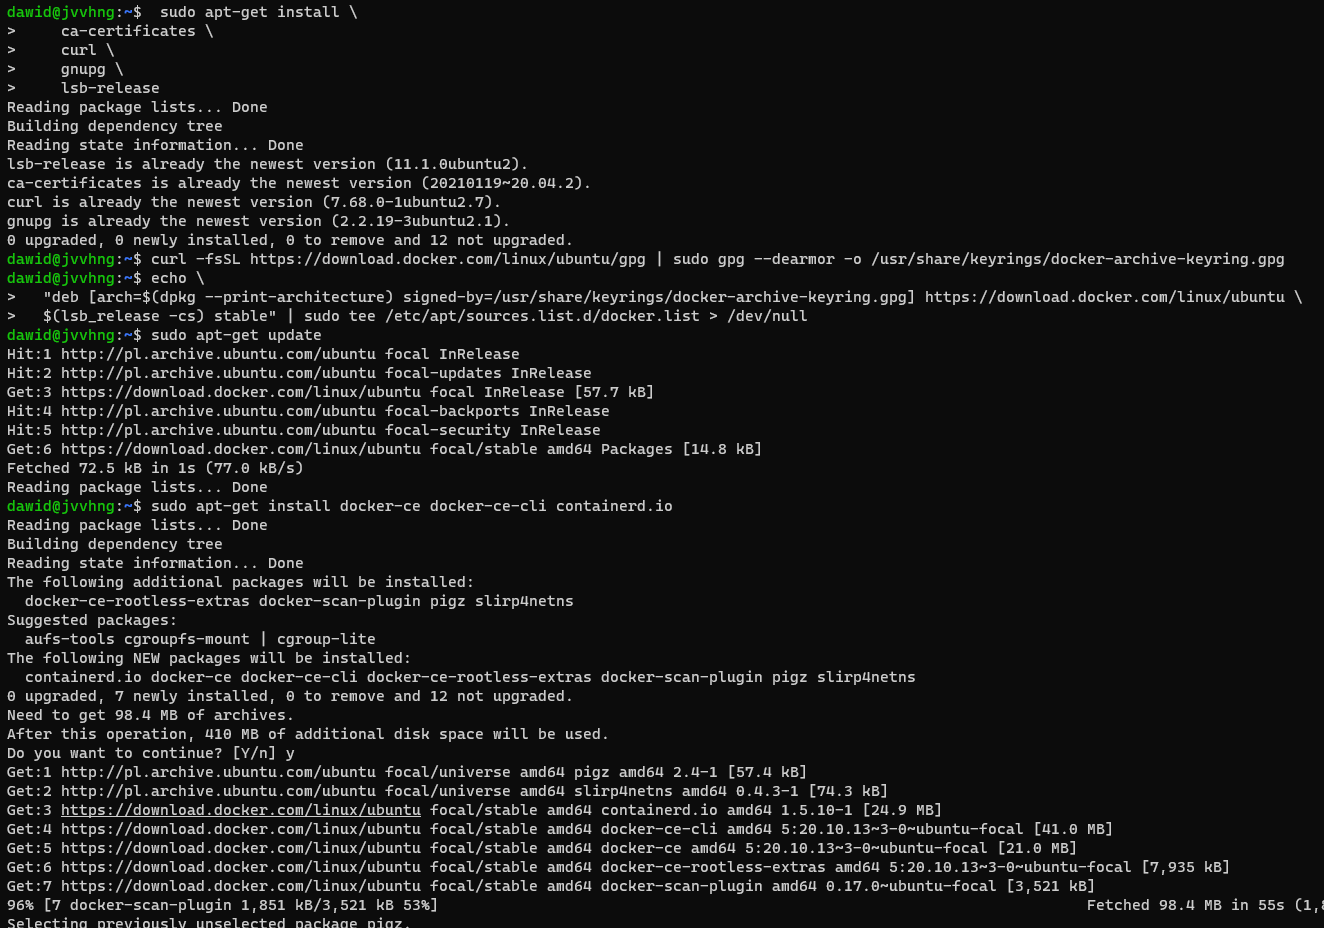 dawid@jvvhng:~$  sudo apt-get install \
>     ca-certificates \
>     curl \
>     gnupg \
>     lsb-release
Reading package lists... Done
Building dependency tree
Reading state information... Done
lsb-release is already the newest version (11.1.0ubuntu2).
ca-certificates is already the newest version (20210119~20.04.2).
curl is already the newest version (7.68.0-1ubuntu2.7).
gnupg is already the newest version (2.2.19-3ubuntu2.1).
0 upgraded, 0 newly installed, 0 to remove and 12 not upgraded.
dawid@jvvhng:~$ curl -fsSL https://download.docker.com/linux/ubuntu/gpg | sudo gpg --dearmor -o /usr/share/keyrings/docker-archive-keyring.gpg
dawid@jvvhng:~$ echo \
>   "deb [arch=$(dpkg --print-architecture) signed-by=/usr/share/keyrings/docker-archive-keyring.gpg] https://download.docker.com/linux/ubuntu \
>   $(lsb_release -cs) stable" | sudo tee /etc/apt/sources.list.d/docker.list > /dev/null
dawid@jvvhng:~$ sudo apt-get update
Hit:1 http://pl.archive.ubuntu.com/ubuntu focal InRelease
Hit:2 http://pl.archive.ubuntu.com/ubuntu focal-updates InRelease
Get:3 https://download.docker.com/linux/ubuntu focal InRelease [57.7 kB]
Hit:4 http://pl.archive.ubuntu.com/ubuntu focal-backports InRelease
Hit:5 http://pl.archive.ubuntu.com/ubuntu focal-security InRelease
Get:6 https://download.docker.com/linux/ubuntu focal/stable amd64 Packages [14.8 kB]
Fetched 72.5 kB in 1s (77.0 kB/s)
Reading package lists... Done
dawid@jvvhng:~$ sudo apt-get install docker-ce docker-ce-cli containerd.io
Reading package lists... Done
Building dependency tree
Reading state information... Done
The following additional packages will be installed:
  docker-ce-rootless-extras docker-scan-plugin pigz slirp4netns
Suggested packages:
  aufs-tools cgroupfs-mount | cgroup-lite
The following NEW packages will be installed:
  containerd.io docker-ce docker-ce-cli docker-ce-rootless-extras docker-scan-plugin pigz slirp4netns
0 upgraded, 7 newly installed, 0 to remove and 12 not upgraded.
Need to get 98.4 MB of archives.
After this operation, 410 MB of additional disk space will be used.
Do you want to continue? [Y/n] y
Get:1 http://pl.archive.ubuntu.com/ubuntu focal/universe amd64 pigz amd64 2.4-1 [57.4 kB]
Get:2 http://pl.archive.ubuntu.com/ubuntu focal/universe amd64 slirp4netns amd64 0.4.3-1 [74.3 kB]
Get:3 https://download.docker.com/linux/ubuntu focal/stable amd64 containerd.io amd64 1.5.10-1 [24.9 MB]
Get:4 https://download.docker.com/linux/ubuntu focal/stable amd64 docker-ce-cli amd64 5:20.10.13~3-0~ubuntu-focal [41.0 MB]
Get:5 https://download.docker.com/linux/ubuntu focal/stable amd64 docker-ce amd64 5:20.10.13~3-0~ubuntu-focal [21.0 MB]
Get:6 https://download.docker.com/linux/ubuntu focal/stable amd64 docker-ce-rootless-extras amd64 5:20.10.13~3-0~ubuntu-focal [7,935 kB]
Get:7 https://download.docker.com/linux/ubuntu focal/stable amd64 docker-scan-plugin amd64 0.17.0~ubuntu-focal [3,521 kB]
96% [7 docker-scan-plugin 1,851 kB/3,521 kB 53%] Fetched 98.4 MB in 55s (1,8
Selecting previously unselected package pigz.